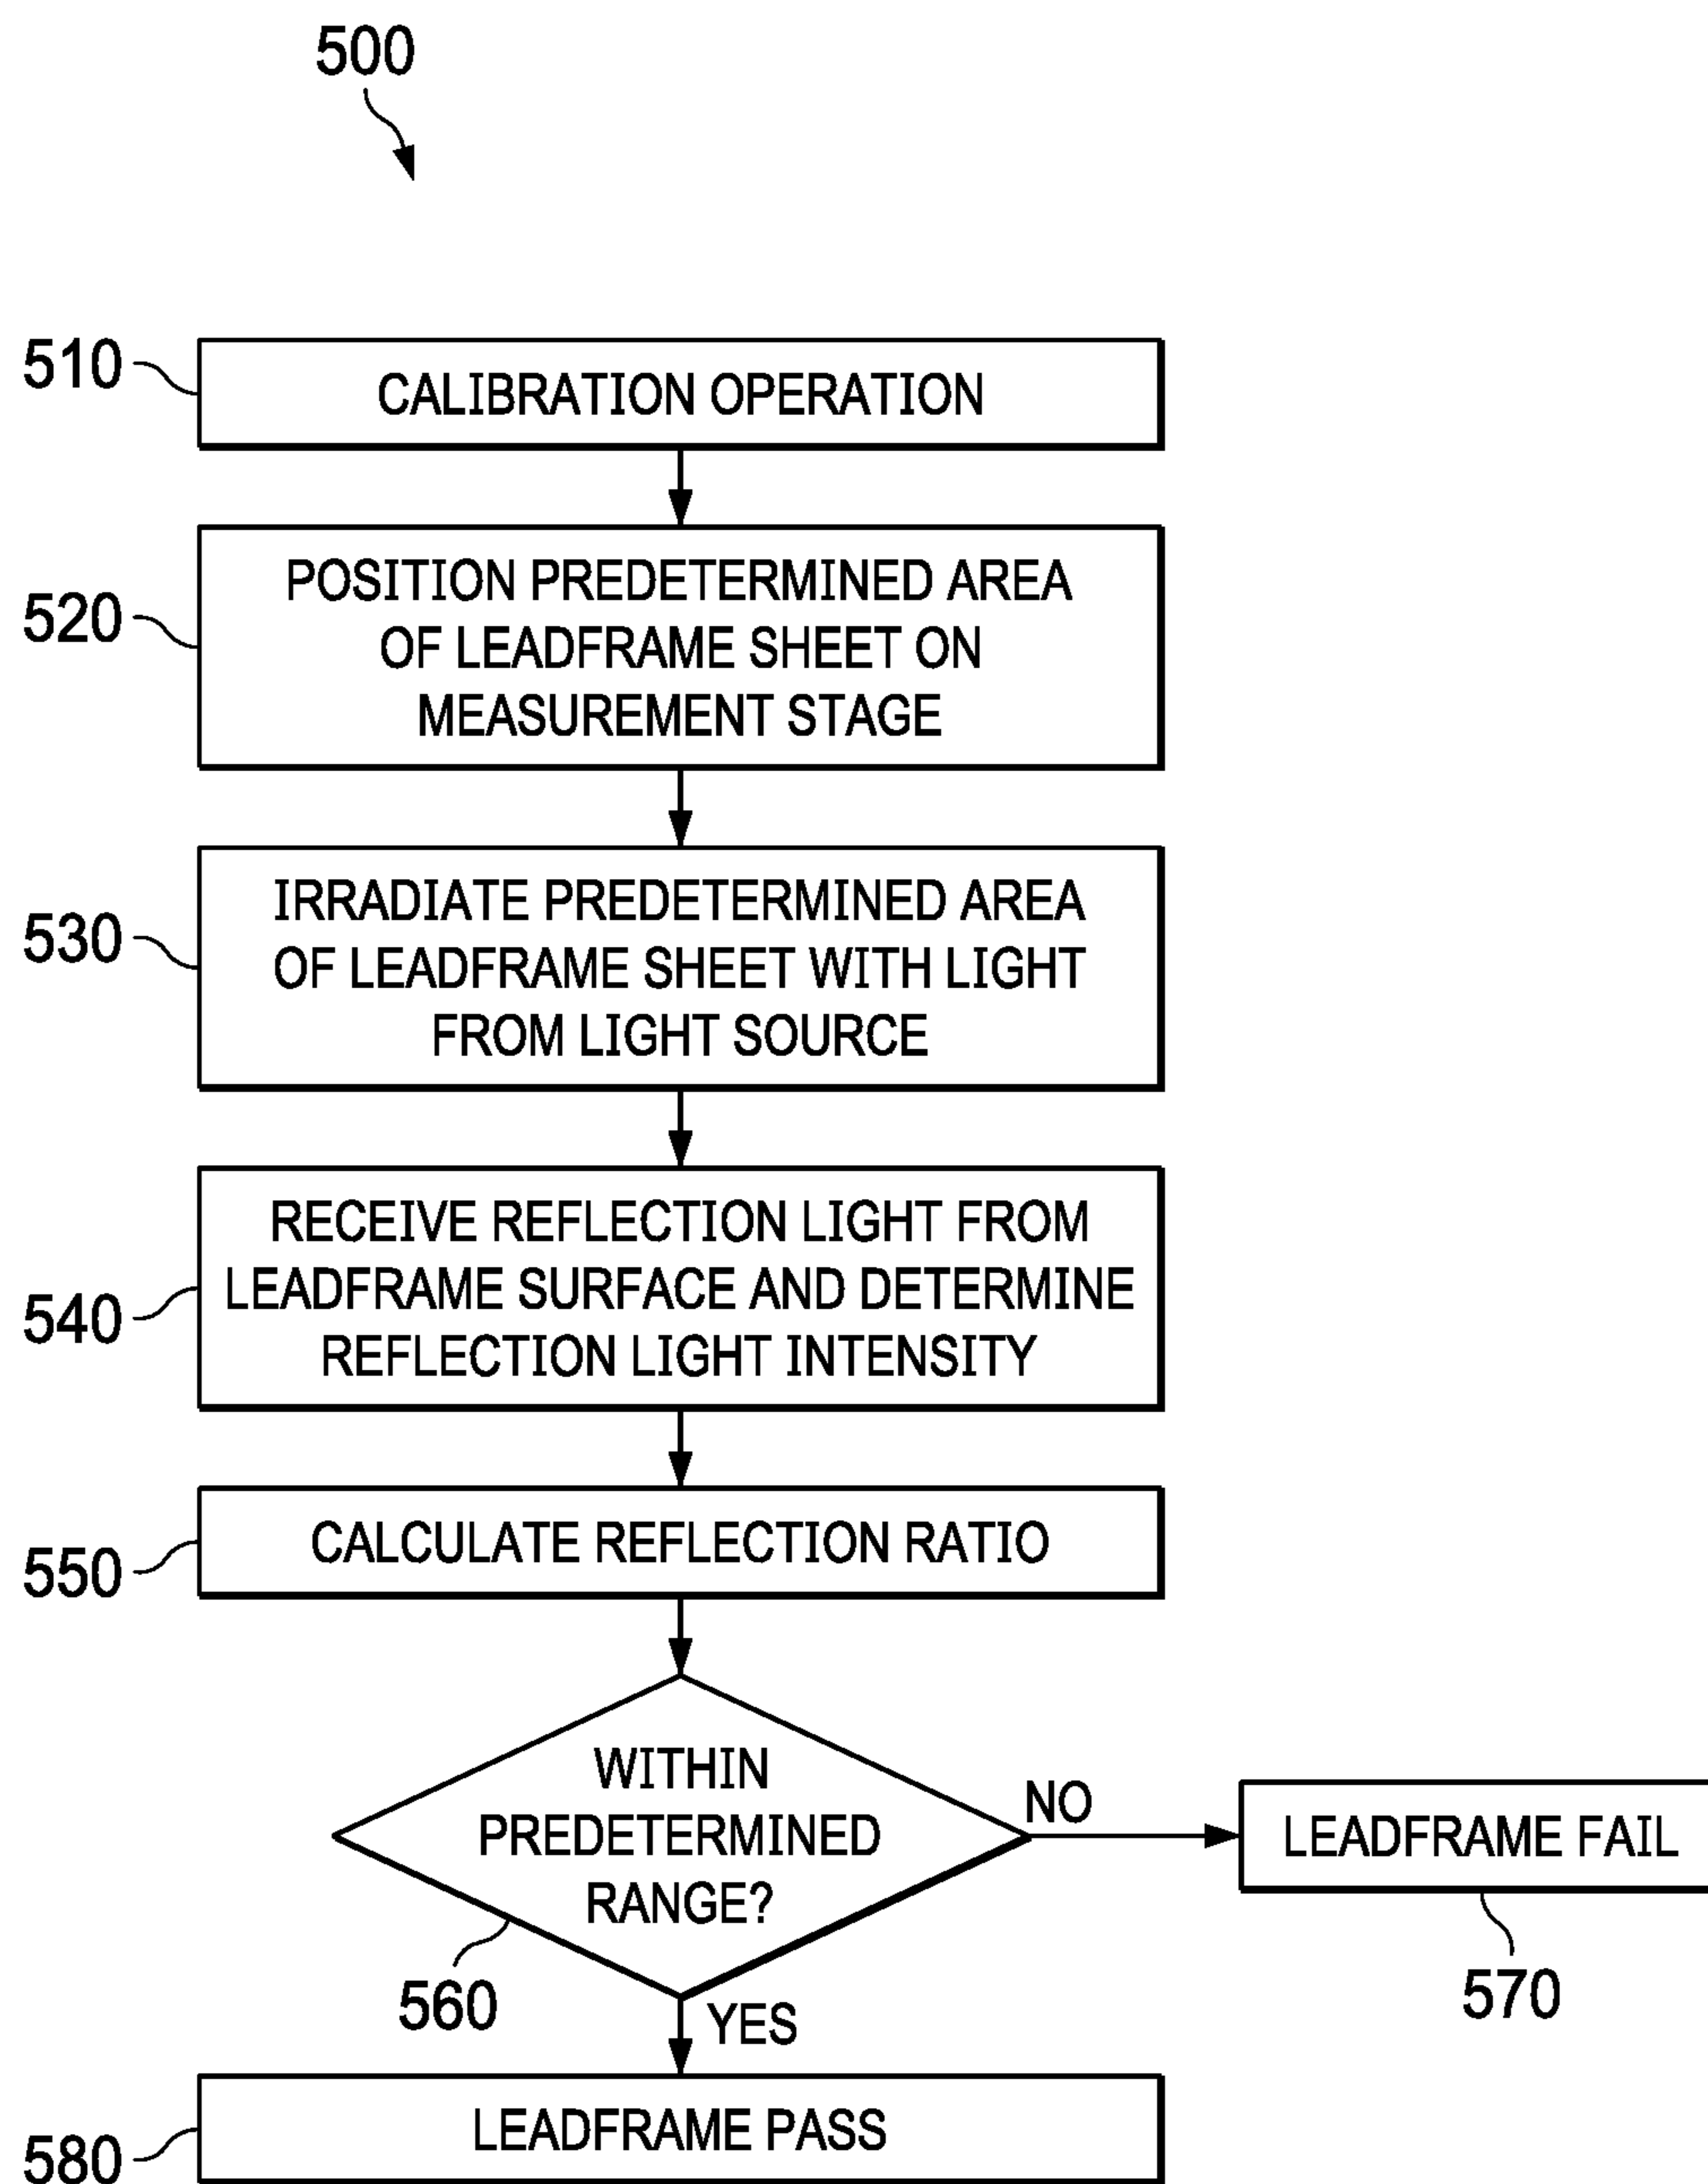 500
510
CALIBRATION OPERATION
520
POSITION PREDETERMINED AREA
OF LEADFRAME SHEET ON
MEASUREMENT STAGE
530
IRRADIATE PREDETERMINED AREA
OF LEADFRAME SHEET WITH LIGHT
FROM LIGHT SOURCE
540
RECEIVE REFLECTION LIGHT FROM
LEADFRAME SURFACE AND DETERMINE
REFLECTION LIGHT INTENSITY
550
CALCULATE REFLECTION RATIO
WITHIN
PREDETERMINED
RANGE?
560
NO
LEADFRAME FAIL
570
YES
580
LEADFRAME PASS